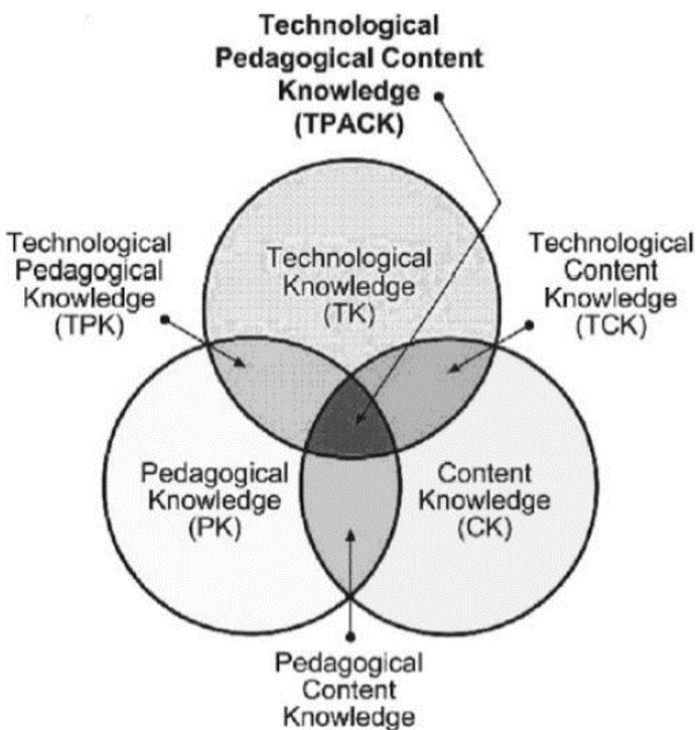 Technological
Pedagogical Content
Knowledge
(TPACK)
Technological
Pedagogical
Knowledge
(TPK)
Technological
Knowledge
(TK)
Technological
Content
Knowledge
(TCK)
Pedagogical
Knowledge
(PK)
Content
Knowledge
(CK)
Pedagogical
Content
Knowledge